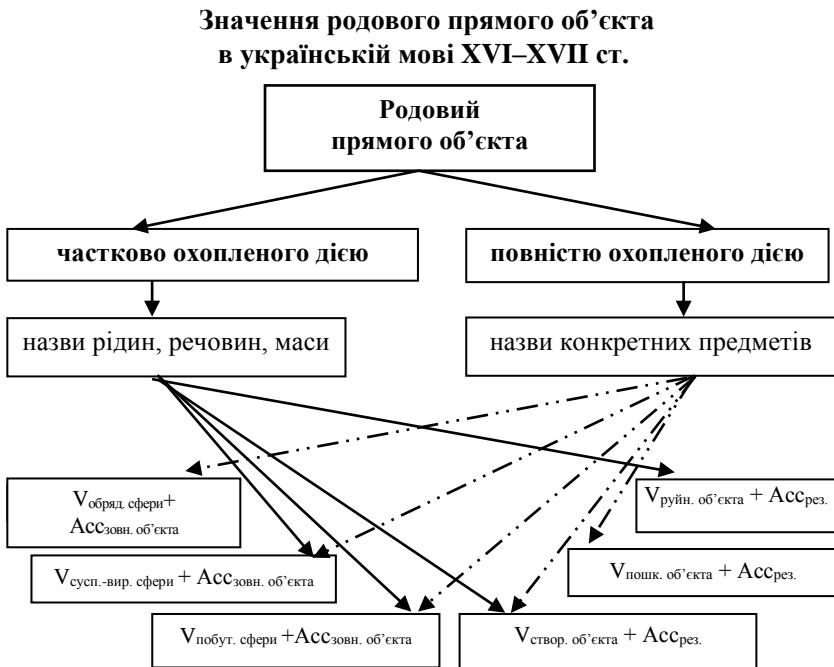 Значення родового прямого об’єкта
в українській мові XVI–XVII ст.
Родовий
прямого об’єкта
частково охопленого дією
повністю охопленого дією
назви рідин, речовин, маси
назви конкретних предметів
Vобряд. сфери+
Accзовн. об’єкта
Vруйн. об’єкта + Accрез.
Vсусп.-вир. сфери + Accзовн. об’єкта
Vпошк. об’єкта + Accрез.
Vпобут. сфери +Accзовн. об’єкта
Vствор. об’єкта + Accрез.